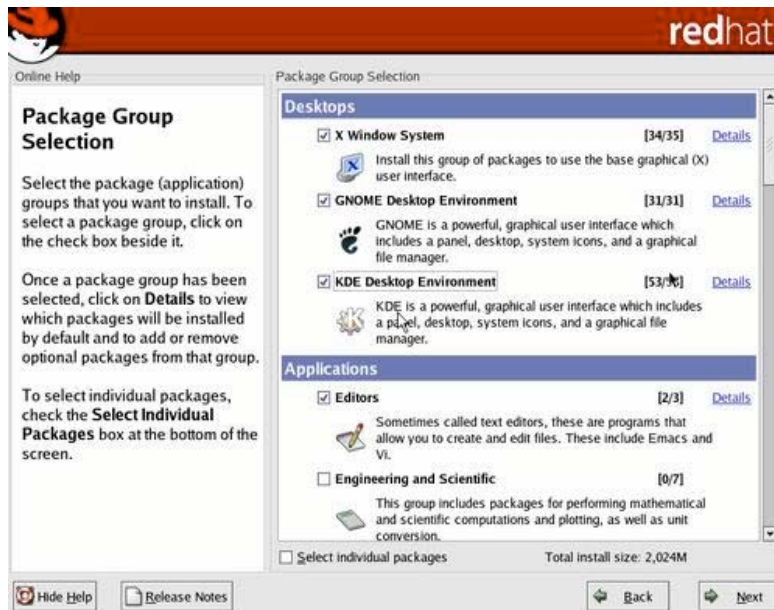 redhat
Online Help
Package Group
Selection
Select the package (application)
groups that you want to install. To
select a package group, click on
the check box beside it.
Once a package group has been
selected, click on Details to view
which packages will be installed
by default and to add or remove
optional packages from that group.
To select individual packages,
check the Select Individual
Packages box at the bottom of the
screen.
Package Group Selection
Desktops
X Window System [34/35] Details
Install this group of packages to use the base graphical (X)
user interface.
GNOME Desktop Environment [31/31] Details
GNOME is a powerful, graphical user interface which
includes a panel, desktop, system icons, and a graphical
file manager.
KDE Desktop Environment [53/ Details
KDE is a powerful, graphical user interface which includes
a panel, desktop, system icons, and a graphical file
manager.
Applications
Editors [2/3] Details
Sometimes called text editors, these are programs that
allow you to create and edit files. These include Emacs and
Vi.
Engineering and Scientific [0/7]
This group includes packages for performing mathematical
and scientific computations and plotting, as well as unit
conversion.
Select individual packages Total install size: 2,024M
Hide Help Release Notes Back Next